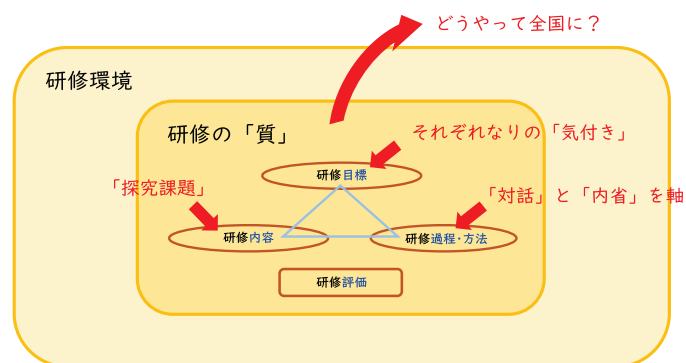 どうやって全国に？
研修環境
研修の「質」
それぞれなりの「気付き」
研修目標
「探究課題」
「対話」と「内省」を軸
研修内容
研修過程・方法
研修評価